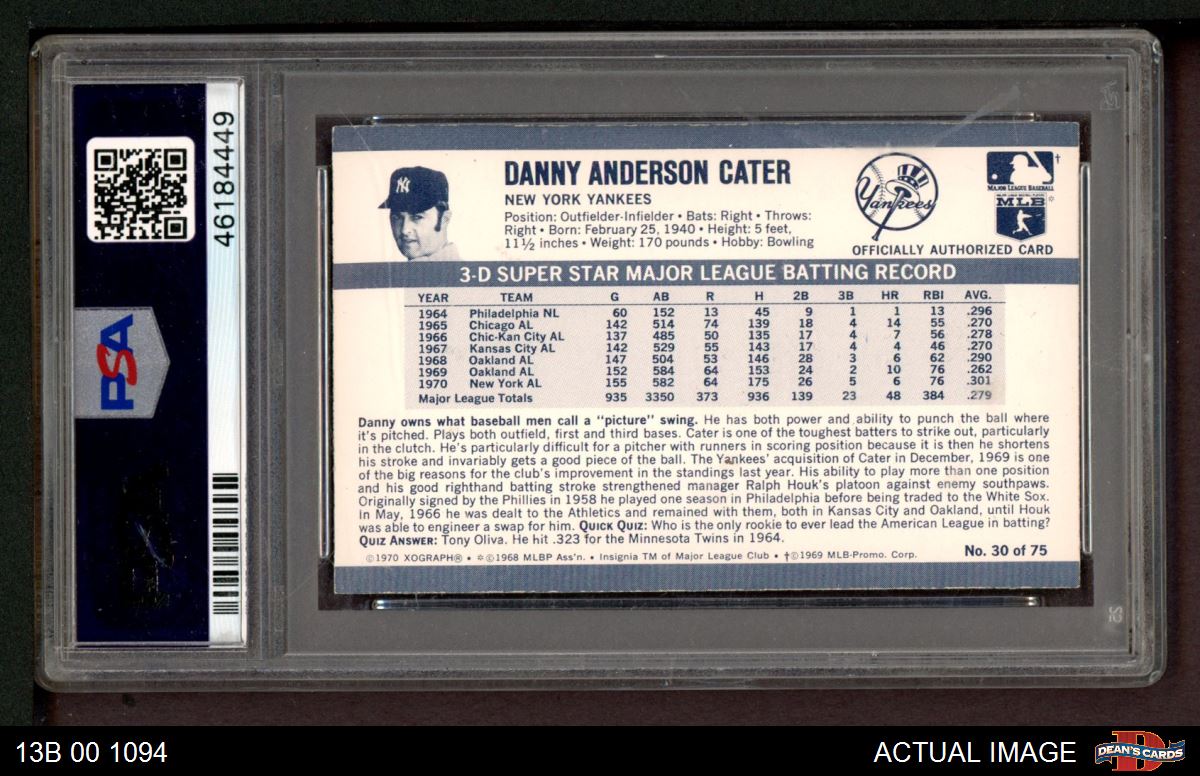 46184449
PSA
DANNY ANDERSON CATER
NEW YORK YANKEES
Position: Outfielder-Infielder • Bats: Right • Throws:
Right • Born: February 25, 1940 • Height: 5 feet,
11½ inches • Weight: 170 pounds • Hobby: Bowling
NY
Yankees
MAJOR LEAGUE BASEBALL †
MAJOR LEAGUE BASEBALL PLAYERS
MLB *
OFFICIALLY AUTHORIZED CARD
3-D SUPER STAR MAJOR LEAGUE BATTING RECORD
YEAR TEAM G AB R H 2B 3B HR RBI AVG.
1964 Philadelphia NL 60 152 13 45 9 1 1 13 .296
1965 Chicago AL 142 514 74 139 18 4 14 55 .270
1966 Chic-Kan City AL 137 485 50 135 17 4 7 56 .278
1967 Kansas City AL 142 529 55 143 17 4 4 46 .270
1968 Oakland AL 147 504 53 146 28 3 6 62 .290
1969 Oakland AL 152 584 64 153 24 2 10 76 .262
1970 New York AL 155 582 64 175 26 5 6 76 .301
Major League Totals 935 3350 373 936 139 23 48 384 .279
Danny owns what baseball men call a "picture" swing. He has both power and ability to punch the ball where
it's pitched. Plays both outfield, first and third bases. Cater is one of the toughest batters to strike out, particularly
in the clutch. He's particularly difficult for a pitcher with runners in scoring position because it is then he shortens
his stroke and invariably gets a good piece of the ball. The Yankees' acquisition of Cater in December, 1969 is one
of the big reasons for the club's improvement in the standings last year. His ability to play more than one position
and his good righthand batting stroke strengthened manager Ralph Houk's platoon against enemy southpaws.
Originally signed by the Phillies in 1958 he played one season in Philadelphia before being traded to the White Sox.
In May, 1966 he was dealt to the Athletics and remained with them, both in Kansas City and Oakland, until Houk
was able to engineer a swap for him. QUICK QUIZ: Who is the only rookie to ever lead the American League in batting?
QUIZ ANSWER: Tony Oliva. He hit .323 for the Minnesota Twins in 1964.
©1970 XOGRAPH® • *©1968 MLBP Ass'n. • Insignia TM of Major League Club • †©1969 MLB-Promo. Corp.
No. 30 of 75
13B 00 1094
ACTUAL IMAGE
DEAN'S CARDS